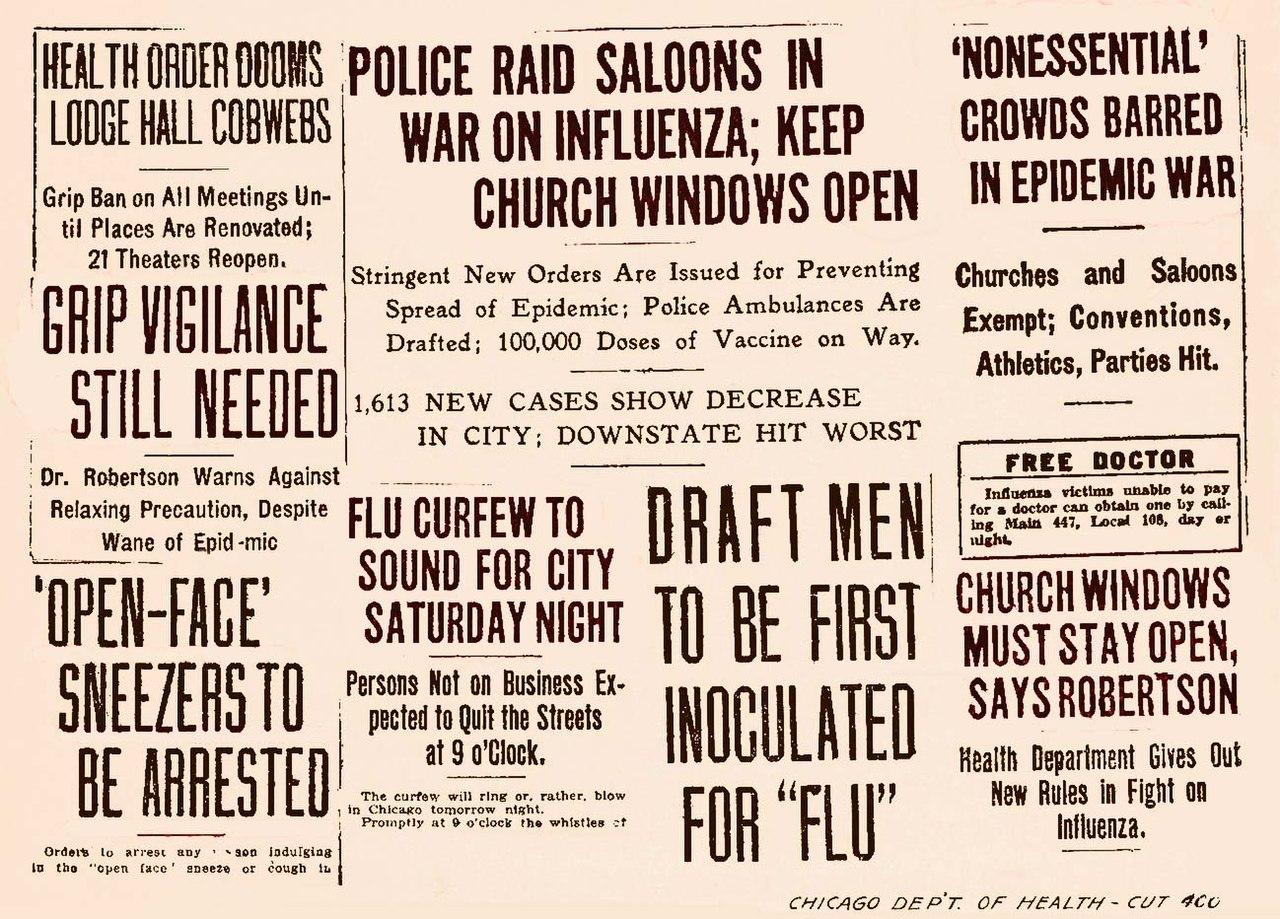 HEALTH ORDER DOOMS
LODGE HALL COBWEBS
Grip Ban on All Meetings Un-
til Places Are Renovated;
21 Theaters Reopen.
GRIP VIGILANCE
STILL NEEDED
Dr. Robertson Warns Against
Relaxing Precaution, Despite
Wane of Epid-mic
'OPEN-FACE'
SNEEZERS TO
BE ARRESTED
Orders to arrest any son indulging
in the "open face' sneeze or cough in
POLICE RAID SALOONS IN
WAR ON INFLUENZA; KEEP
CHURCH WINDOWS OPEN
Stringent New Orders Are Issued for Preventing
Spread of Epidemic; Police Ambulances Are
Drafted; 100,000 Doses of Vaccine on Way.
1,613 NEW CASES SHOW DECREASE
IN CITY; DOWNSTATE HIT WORST
FLU CURFEW TO
SOUND FOR CITY
SATURDAY NIGHT
Persons Not on Business Ex-
pected to Quit the Streets
at 9 o'Clock.
The curfew will ring or, rather, blow
in Chicago tomorrow night.
Promptly at 9 o'clock the whistles of
DRAFT MEN
TO BE FIRST
INOCULATED
FOR "FLU"
'NONESSENTIAL'
CROWDS BARRED
IN EPIDEMIC WAR
Churches and Saloons
Exempt; Conventions,
Athletics, Parties Hit.
FREE DOCTOR
Influenza victims unable to pay
for a doctor can obtain one by call-
ing Main 447, Local 108, day or
night.
CHURCH WINDOWS
MUST STAY OPEN,
SAYS ROBERTSON
Health Department Gives Out
New Rules in Fight on
Influenza.
CHICAGO DEP'T. OF HEALTH - CUT 400